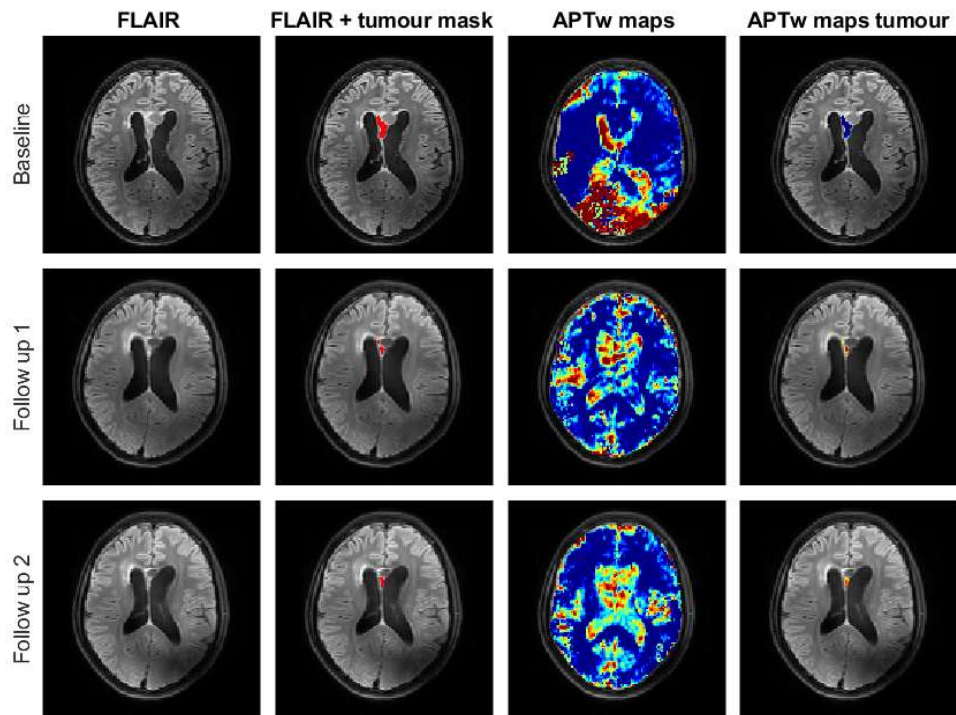 FLAIR
FLAIR + tumour mask
APTw maps
APTw maps tumour
Baseline
Follow up 1
Follow up 2